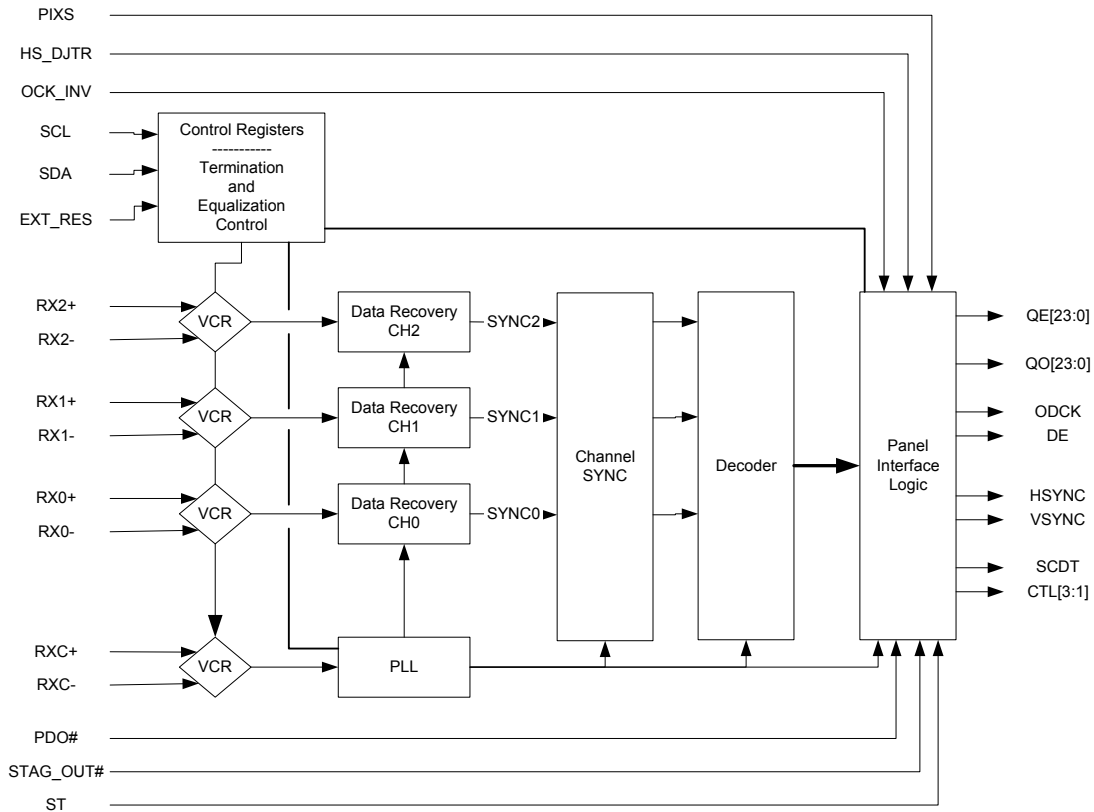 PIXS
HS_DJTR
OCK_INV
SCL
SDA
EXT_RES
Control Registers
-----------
Termination
and
Equalization
Control
RX2+
RX2-
VCR
Data Recovery
CH2
SYNC2
RX1+
RX1-
VCR
Data Recovery
CH1
SYNC1
RX0+
RX0-
VCR
Data Recovery
CH0
SYNC0
RXC+
RXC-
VCR
PLL
Channel
SYNC
Decoder
Panel
Interface
Logic
QE[23:0]
QO[23:0]
ODCK
DE
HSYNC
VSYNC
SCDT
CTL[3:1]
PDO#
STAG_OUT#
ST